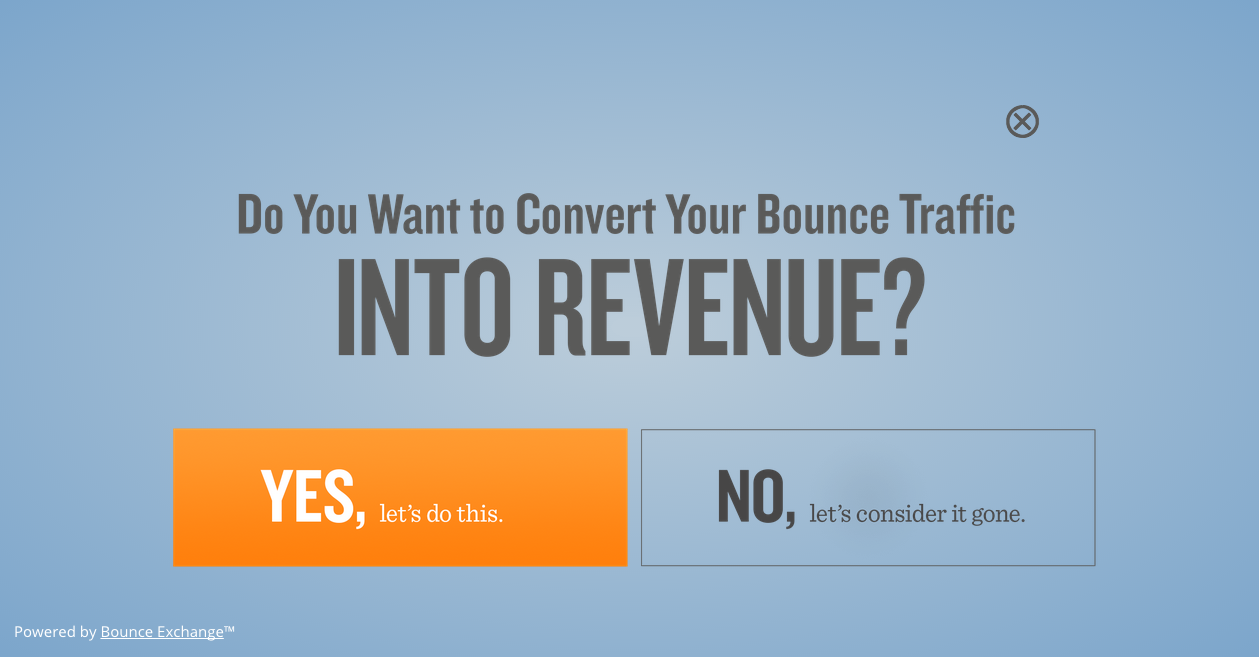 Do You Want to Convert Your Bounce Traffic
INTO REVENUE?
YES, let’s do this.
NO, let’s consider it gone.
Powered by Bounce Exchange™